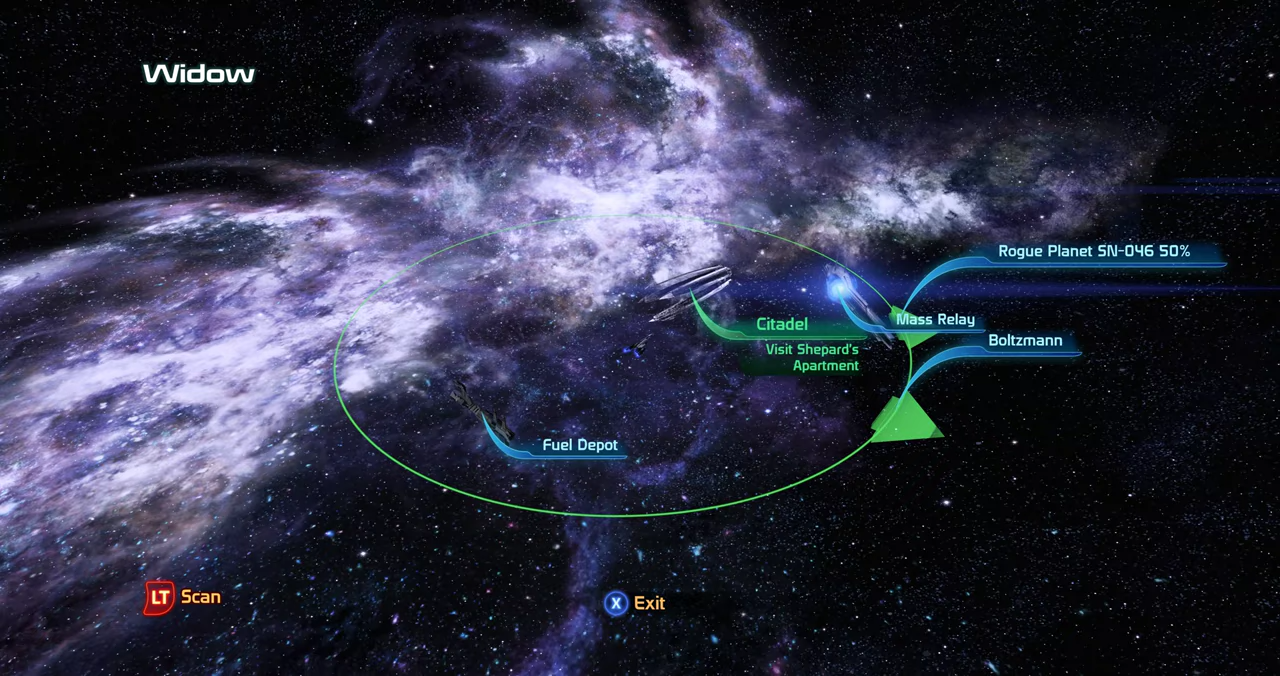 Widow
Rogue Planet SN-046 50%
Mass Relay
Citadel
Boltzmann
Visit Shepard's
Apartment
Fuel Depot
LT Scan
X Exit